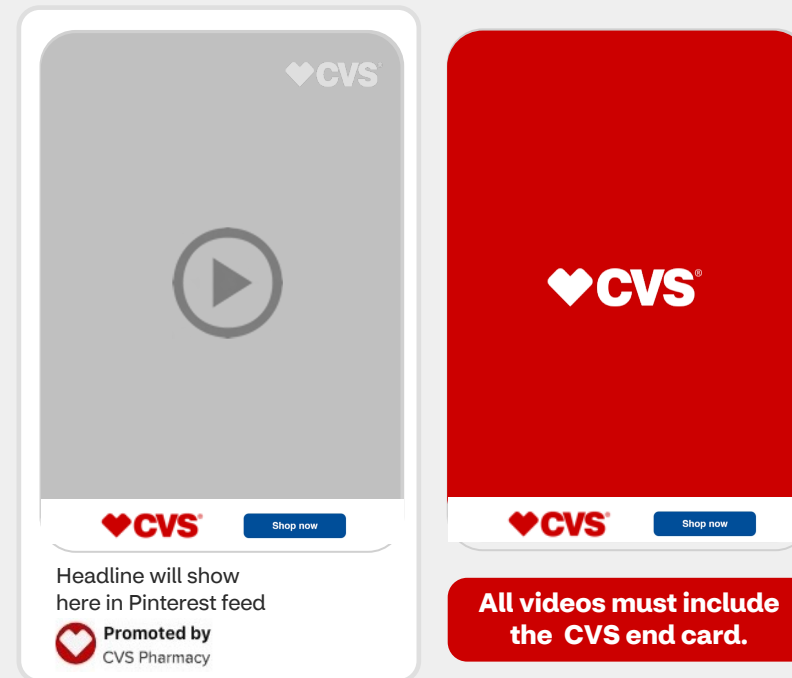 CVS
CVS®
Shop now
Headline will show
here in Pinterest feed
Promoted by
CVS Pharmacy
CVS®
CVS®
Shop now
All videos must include
the CVS end card.